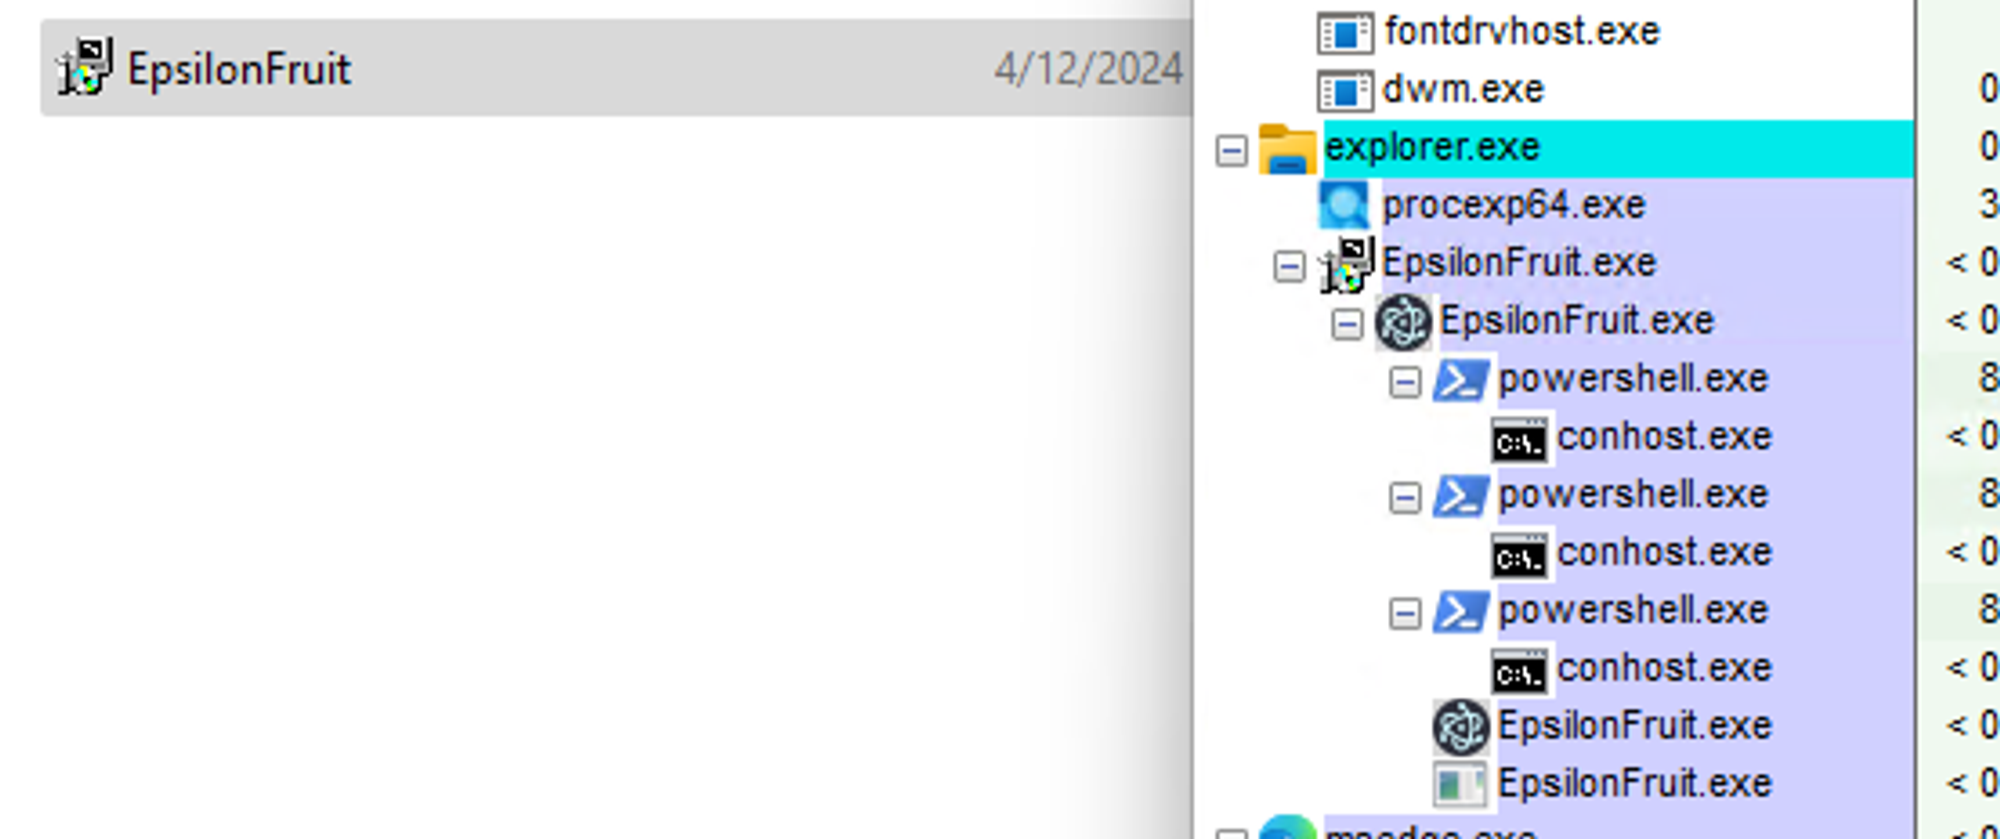 EpsilonFruit 4/12/2024
fontdrvhost.exe
dwm.exe 0
explorer.exe 0
procexp64.exe 3
EpsilonFruit.exe < 0
EpsilonFruit.exe < 0
powershell.exe 8
C:\. conhost.exe < 0
powershell.exe 8
C:\. conhost.exe < 0
powershell.exe 8
C:\. conhost.exe < 0
EpsilonFruit.exe < 0
EpsilonFruit.exe < 0
msedge.exe < 0